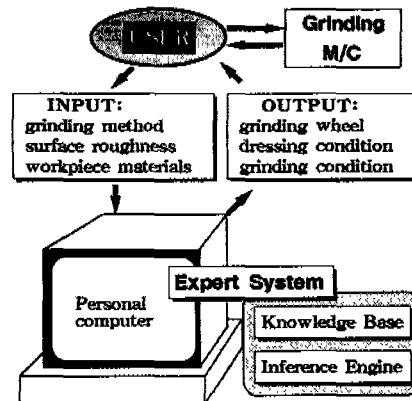 USER
Grinding
M/C
INPUT:
grinding method
surface roughness
workpiece materials
OUTPUT:
grinding wheel
dressing condition
grinding condition
Expert System
Personal
computer
Knowledge Base
Inference Engine